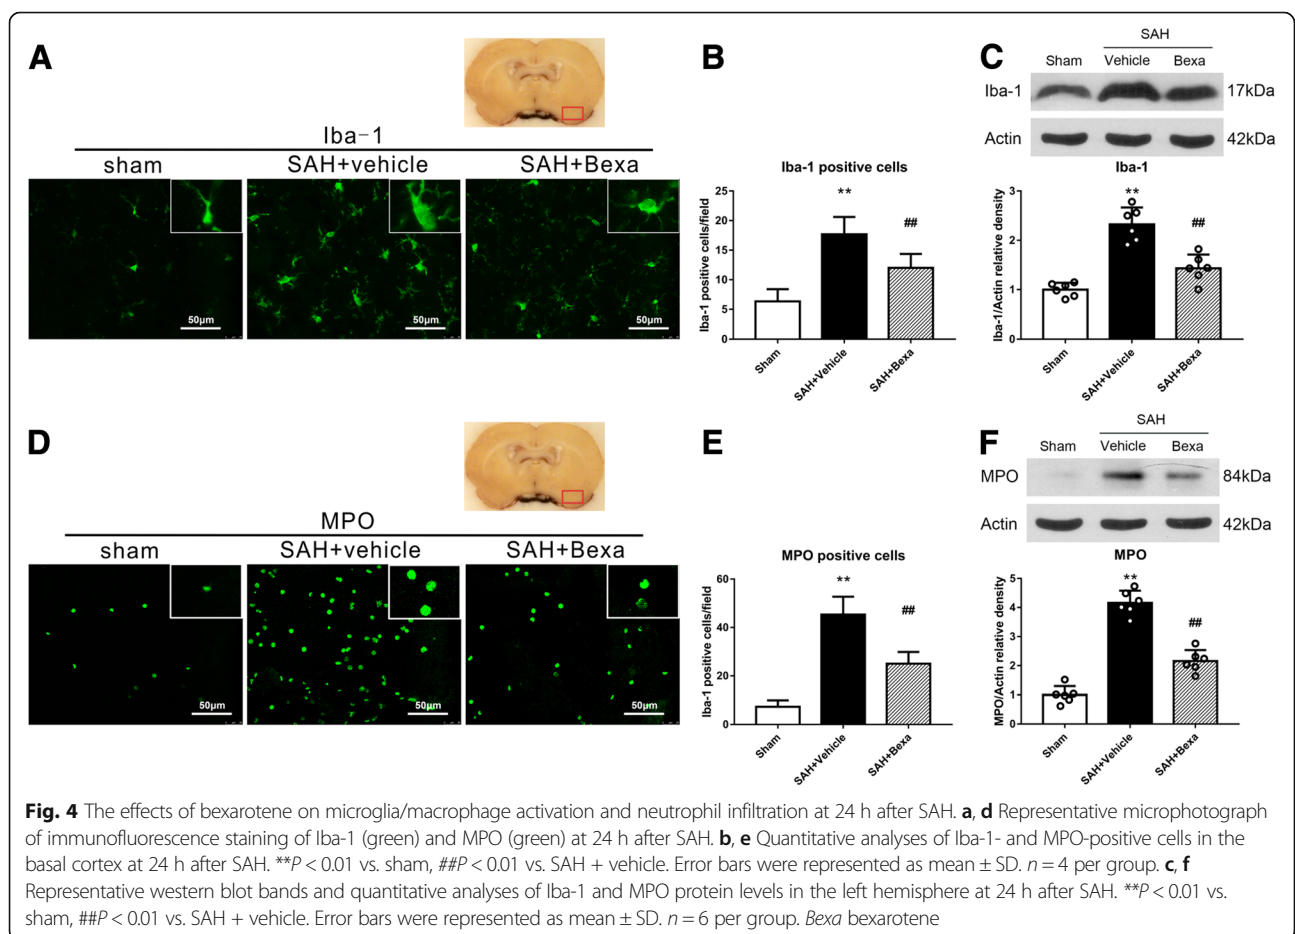 A
Iba-1
sham
SAH+vehicle
SAH+Bexa
50µm
50µm
50µm
B
Iba-1 positive cells
Iba-1 positive cells/field
25
20
15
10
5
0
**
##
Sham
SAH+Vehicle
SAH+Bexa
C
SAH
Sham
Vehicle
Bexa
Iba-1
17kDa
Actin
42kDa
Iba-1
Iba-1/Actin relative density
3
2
1
0
**
##
Sham
SAH+Vehicle
SAH+Bexa
D
MPO
sham
SAH+vehicle
SAH+Bexa
50µm
50µm
50µm
E
MPO positive cells
Iba-1 positive cells/field
60
40
20
0
**
##
Sham
SAH+Vehicle
SAH+Bexa
F
SAH
Sham
Vehicle
Bexa
MPO
84kDa
Actin
42kDa
MPO
MPO/Actin relative density
5
4
3
2
1
0
**
##
Sham
SAH+Vehicle
SAH+Bexa
Fig. 4 The effects of bexarotene on microglia/macrophage activation and neutrophil infiltration at 24 h after SAH. a, d Representative microphotograph
of immunofluorescence staining of Iba-1 (green) and MPO (green) at 24 h after SAH. b, e Quantitative analyses of Iba-1- and MPO-positive cells in the
basal cortex at 24 h after SAH. **P < 0.01 vs. sham, ##P < 0.01 vs. SAH + vehicle. Error bars were represented as mean ± SD. n = 4 per group. c, f
Representative western blot bands and quantitative analyses of Iba-1 and MPO protein levels in the left hemisphere at 24 h after SAH. **P < 0.01 vs.
sham, ##P < 0.01 vs. SAH + vehicle. Error bars were represented as mean ± SD. n = 6 per group. Bexa bexarotene